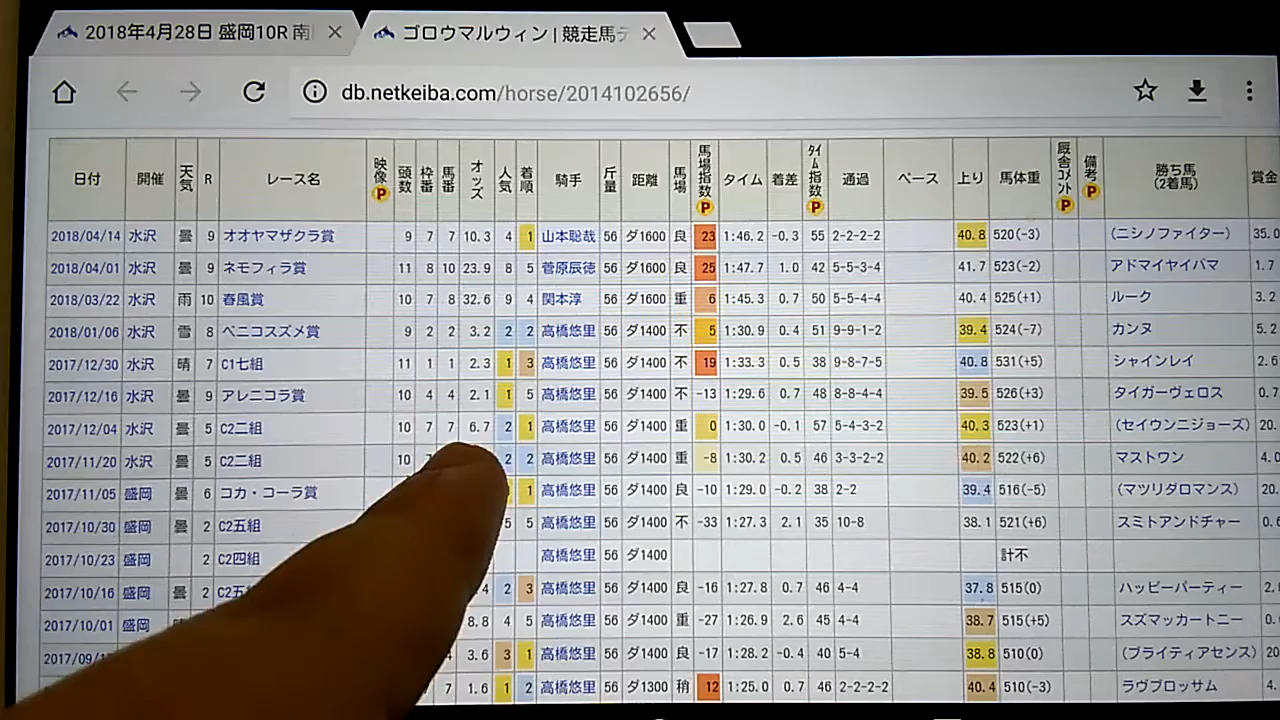 2018年4月28日 盛岡10R 南
ゴロウマルウィン | 競走馬デ
db.netkeiba.com/horse/2014102656/
日付 開催 天気 R レース名 映像 P 頭数 枠番 馬番 オッズ 人気 着順 騎手 斤量 距離 馬場 馬場指数 P タイム 着差 タイム指数 P 通過 ペース 上り 馬体重 厩舎コメント P 備考 P 勝ち馬 (2着馬) 賞金
2018/04/14 水沢 曇 9 オオヤマザクラ賞 9 7 7 10.3 4 1 山本聡哉 56 ダ1600 良 23 1:46.2 -0.3 55 2-2-2-2 40.8 520(-3) (ニシノファイター) 35.0
2018/04/01 水沢 曇 9 ネモフィラ賞 11 8 10 23.9 8 5 菅原辰徳 56 ダ1600 良 25 1:47.7 1.0 42 5-5-3-4 41.7 523(-2) アドマイヤイバマ 1.7
2018/03/22 水沢 雨 10 春風賞 10 7 8 32.6 9 4 関本淳 56 ダ1600 重 6 1:45.3 0.7 50 5-5-4-4 40.4 525(+1) ルーク 3.2
2018/01/06 水沢 雪 8 ベニコスズメ賞 9 2 2 3.2 2 2 高橋悠里 56 ダ1400 不 5 1:30.9 0.4 51 9-9-1-2 39.4 524(-7) カンヌ 5.2
2017/12/30 水沢 晴 7 C1七組 11 1 1 2.3 1 3 高橋悠里 56 ダ1400 不 19 1:33.3 0.5 38 9-8-7-5 40.8 531(+5) シャインレイ 2.6
2017/12/16 水沢 曇 9 アレニコラ賞 10 4 4 2.1 1 5 高橋悠里 56 ダ1400 不 -13 1:29.6 0.7 48 8-8-4-4 39.5 526(+3) タイガーヴェロス 0.7
2017/12/04 水沢 曇 5 C2二組 10 7 7 6.7 2 1 高橋悠里 56 ダ1400 重 0 1:30.0 -0.1 57 5-4-3-2 40.3 523(+1) (セイウンニジョーズ) 20.
2017/11/20 水沢 曇 5 C2二組 10 2 2 高橋悠里 56 ダ1400 重 -8 1:30.2 0.5 46 3-3-2-2 40.2 522(+6) マストワン 4.0
2017/11/05 盛岡 曇 6 コカ・コーラ賞 1 高橋悠里 56 ダ1400 良 -10 1:29.0 -0.2 38 2-2 39.4 516(-5) (マツリダロマンス) 20.
2017/10/30 盛岡 曇 2 C2五組 5 5 高橋悠里 56 ダ1400 不 -33 1:27.3 2.1 35 10-8 38.1 521(+6) スミトアンドチャー 0.
2017/10/23 盛岡 2 C2四組 高橋悠里 56 ダ1400 計不
2017/10/16 盛岡 曇 2 C2五 4 2 3 高橋悠里 56 ダ1400 良 -16 1:27.8 0.7 46 4-4 37.8 515(0) ハッピーパーティー 2.
2017/10/01 盛岡 8.8 4 5 高橋悠里 56 ダ1400 重 -27 1:26.9 2.6 45 4-4 38.7 515(+5) スズマッカートニー 0.
2017/09/1 3.6 3 1 高橋悠里 56 ダ1400 良 -17 1:28.2 -0.4 40 5-4 38.8 510(0) (ブライティアセンス) 20
7 1.6 1 2 高橋悠里 56 ダ1300 稍 12 1:25.0 0.7 46 2-2-2-2 40.4 510(-3) ラヴブロッサム 4.